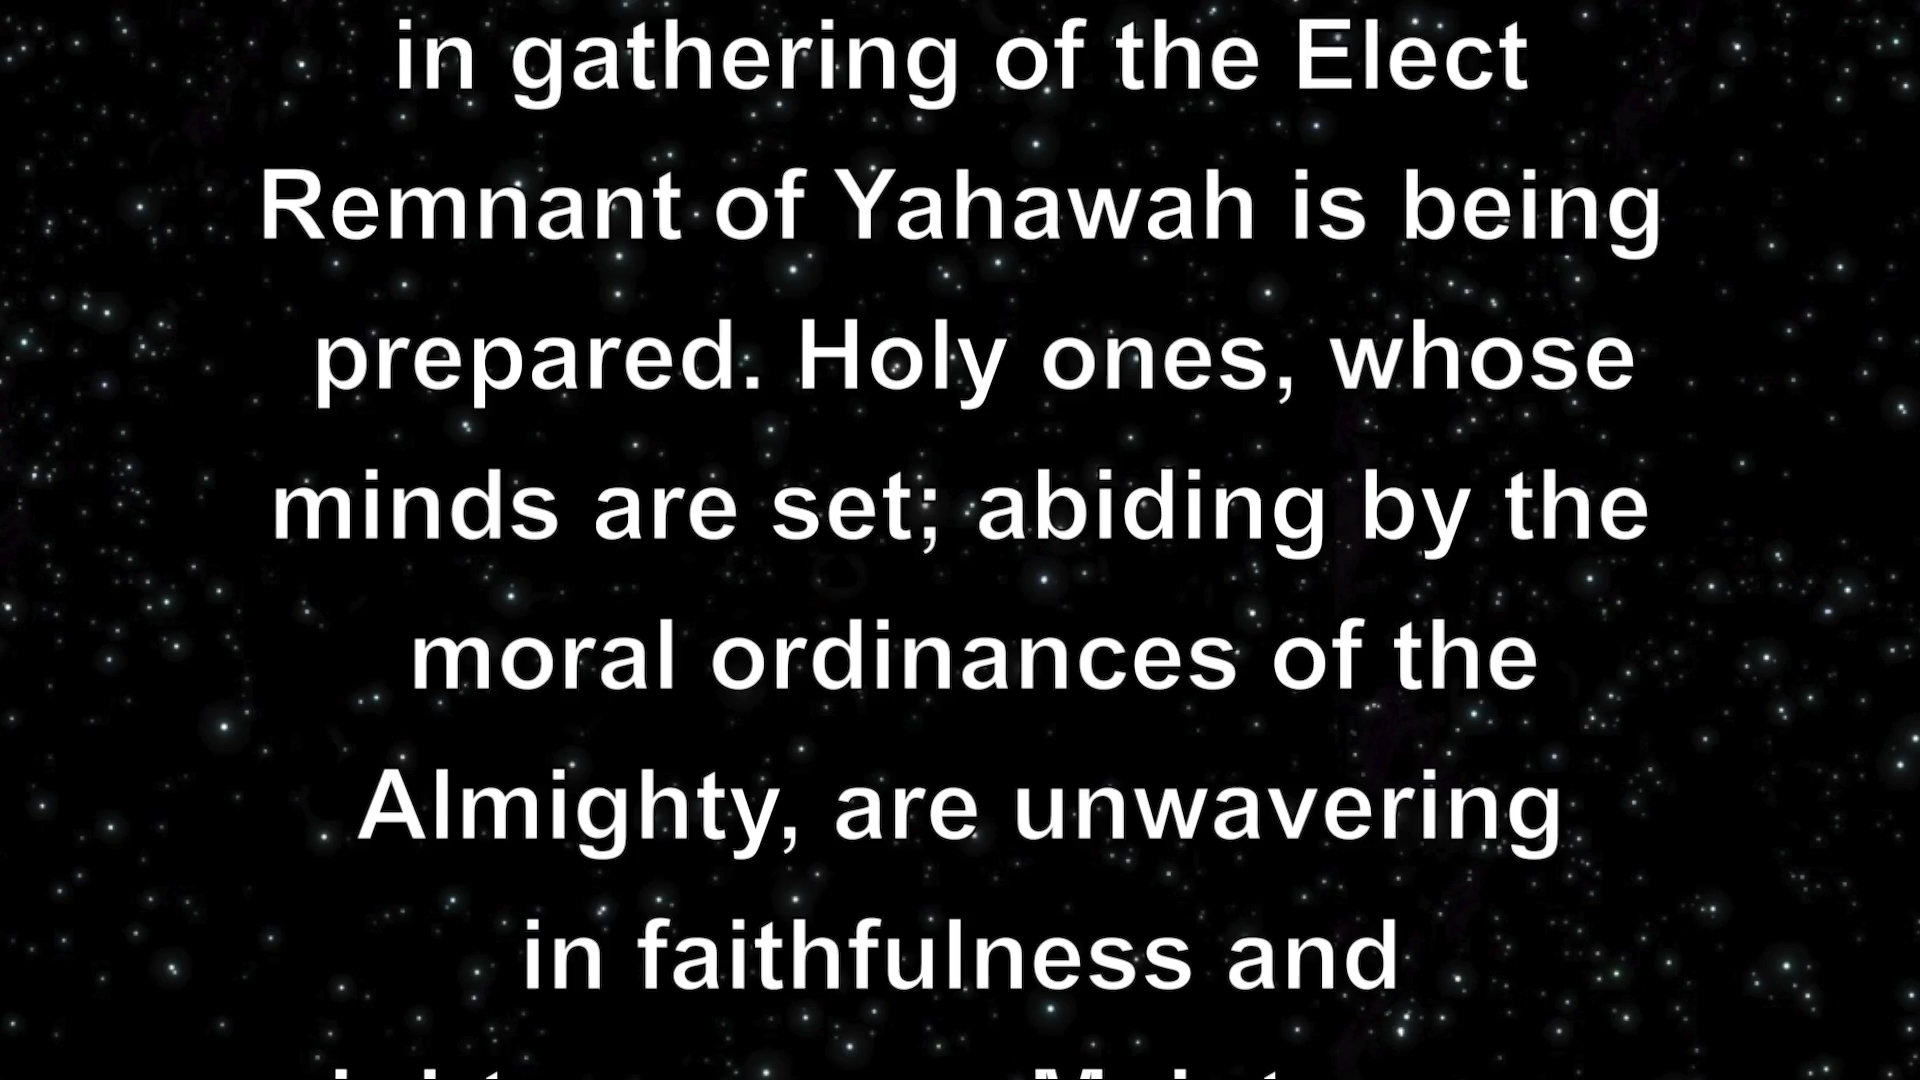 in gathering of the Elect
Remnant of Yahawah is being
prepared. Holy ones, whose
minds are set; abiding by the
moral ordinances of the
Almighty, are unwavering
in faithfulness and